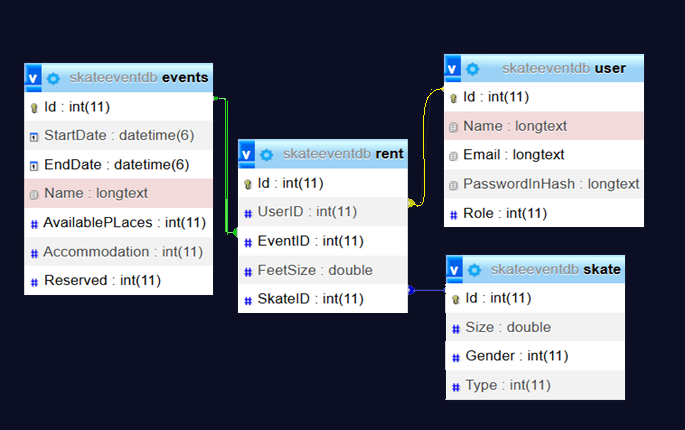 v skateeventdb events
Id : int(11)
StartDate : datetime(6)
EndDate : datetime(6)
Name : longtext
AvailablePLaces : int(11)
Accommodation : int(11)
Reserved : int(11)
v skateeventdb rent
Id : int(11)
UserID : int(11)
EventID : int(11)
FeetSize : double
SkateID : int(11)
v skateeventdb user
Id : int(11)
Name : longtext
Email : longtext
PasswordInHash : longtext
Role : int(11)
v skateeventdb skate
Id : int(11)
Size : double
Gender : int(11)
Type : int(11)